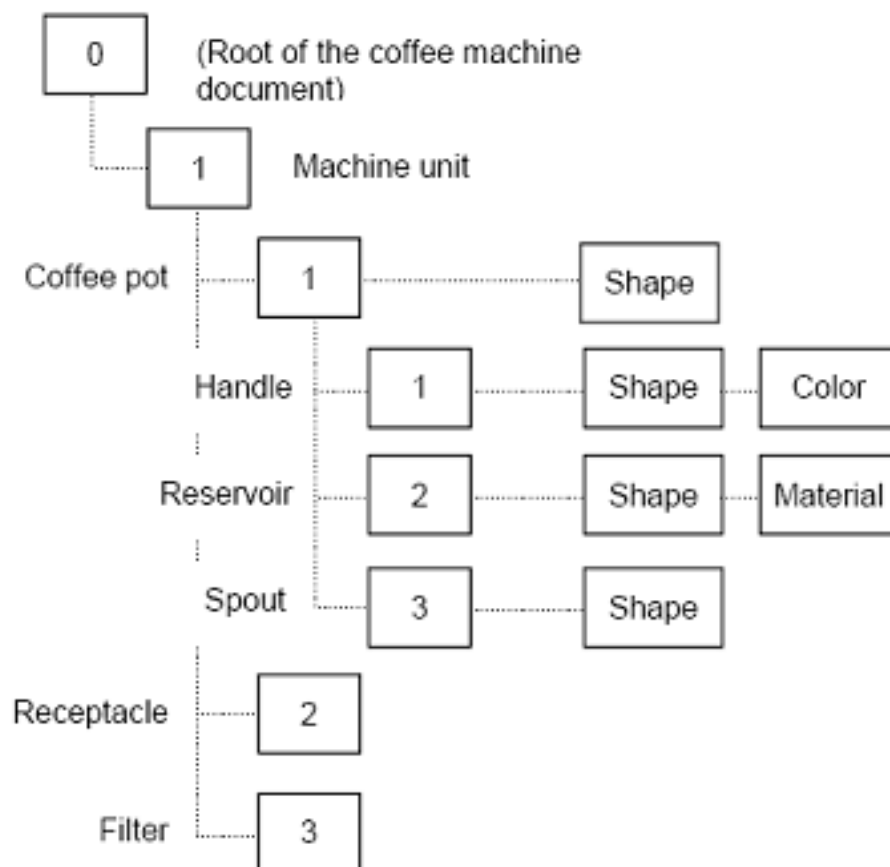 0 (Root of the coffee machine
document)
1 Machine unit
Coffee pot 1 Shape
Handle 1 Shape Color
Reservoir 2 Shape Material
Spout 3 Shape
Receptacle 2
Filter 3